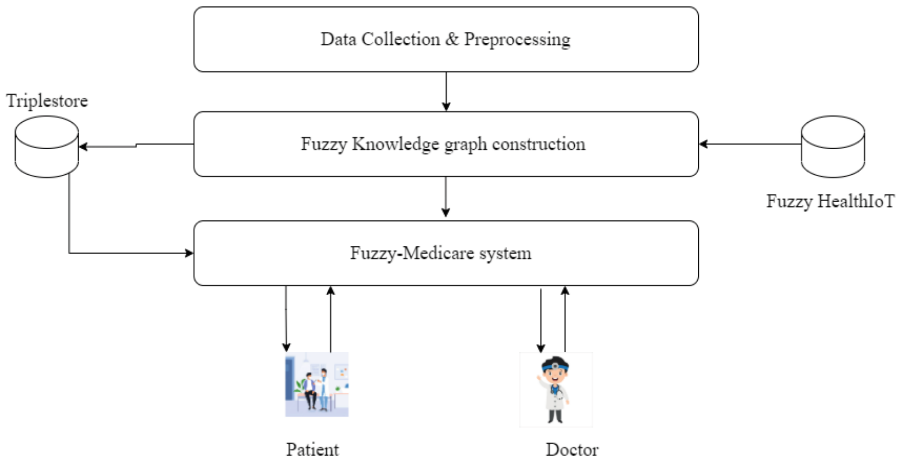 Data Collection & Preprocessing
Triplestore
Fuzzy Knowledge graph construction
Fuzzy HealthIoT
Fuzzy-Medicare system
Patient
Doctor